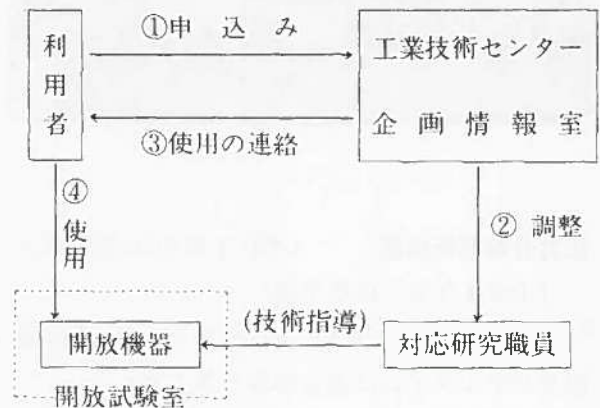 ①申込み
利用者
工業技術センター
企画情報室
③使用の連絡
④使用
②調整
(技術指導)
開放機器
対応研究職員
開放試験室